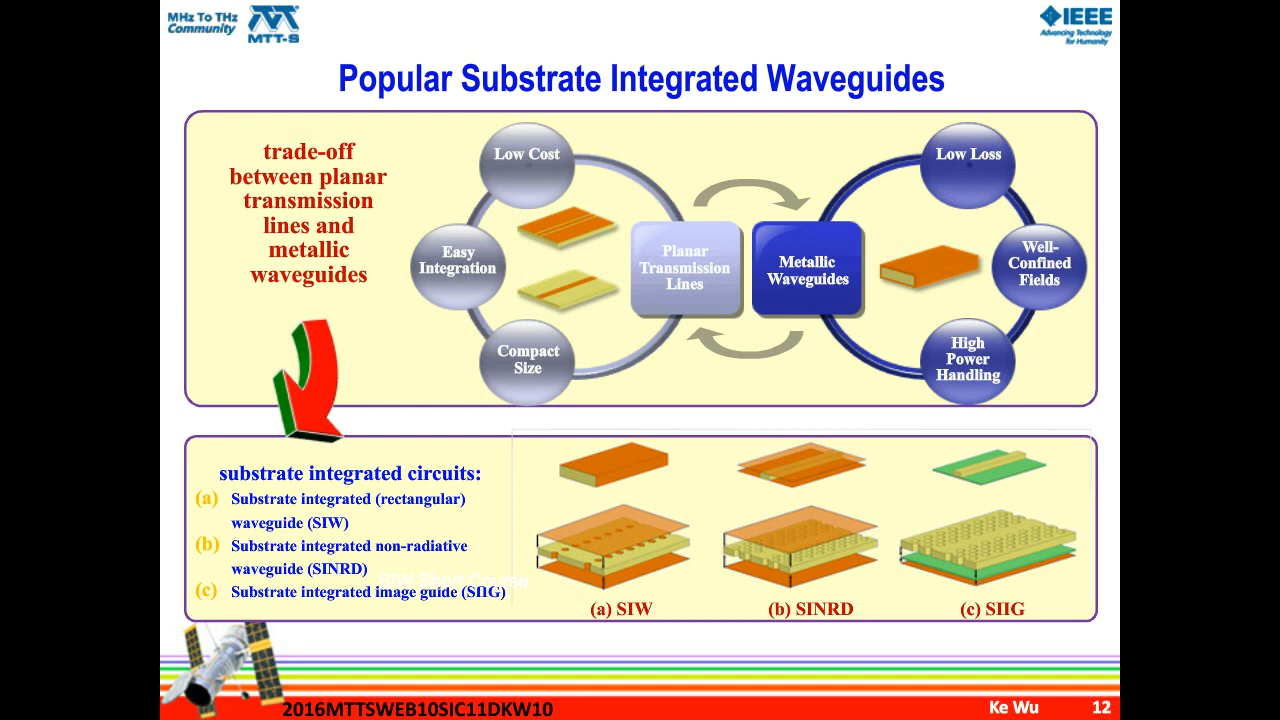 MHz To THz
Community
MTT-S
IEEE
Advancing Technology
for Humanity
Popular Substrate Integrated Waveguides
trade-off
between planar
transmission
lines and
metallic
waveguides
Low Cost
Easy
Integration
Compact
Size
Planar
Transmission
Lines
Metallic
Waveguides
Low Loss
Well-
Confined
Fields
High
Power
Handling
substrate integrated circuits:
(a) Substrate integrated (rectangular)
waveguide (SIW)
(b) Substrate integrated non-radiative
waveguide (SINRD)
(c) Substrate integrated image guide (SIIG)
SIW Short Course
(a) SIW
(b) SINRD
(c) SIIG
2016MTTSWEB10SIC11DKW10
Ke Wu
12